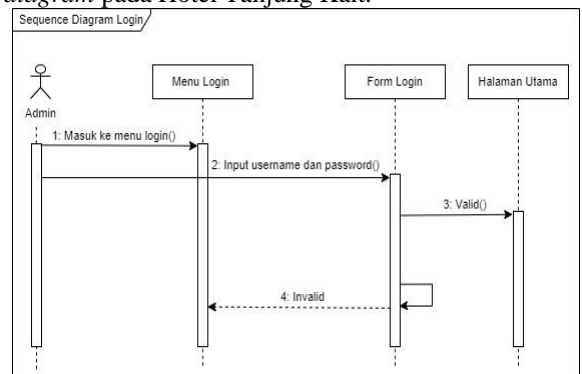 diagram pada Hotel Tanjung Kait.
Sequence Diagram Login
Menu Login
Form Login
Halaman Utama
Admin
1: Masuk ke menu login()
2: Input username dan password()
3: Valid()
4: Invalid